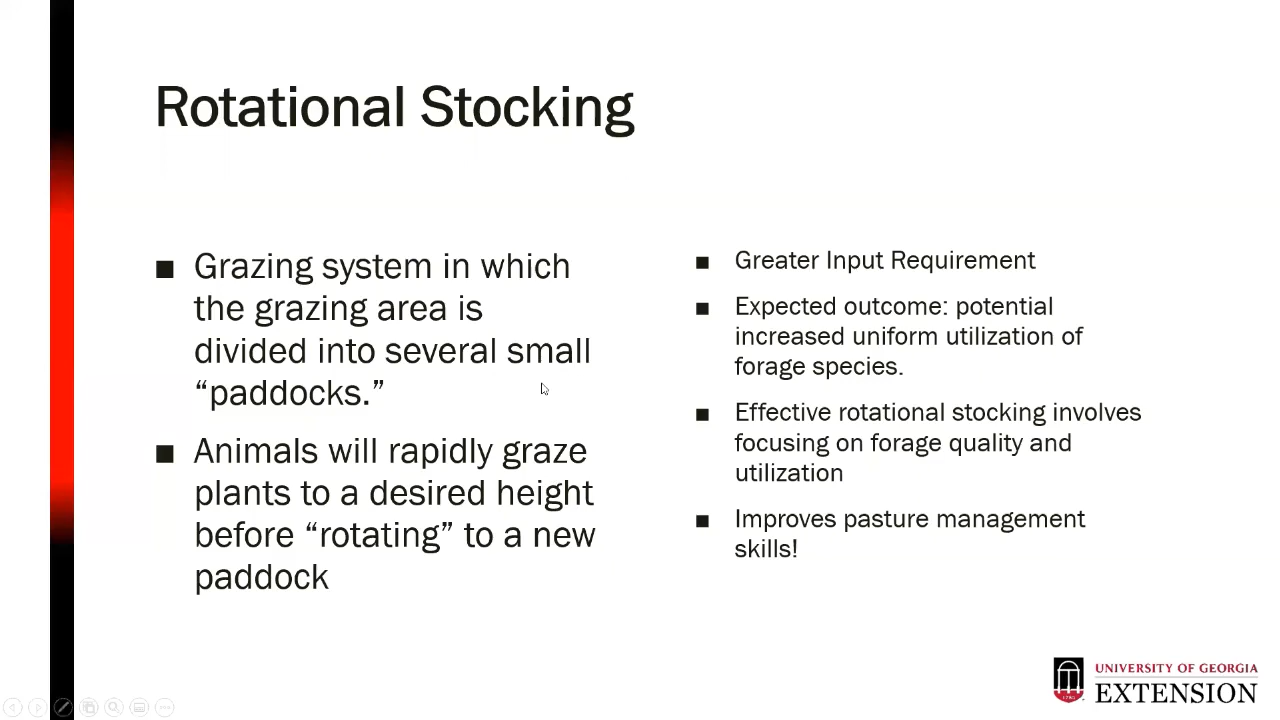 Rotational Stocking
■ Grazing system in which
the grazing area is
divided into several small
“paddocks.”
■ Animals will rapidly graze
plants to a desired height
before “rotating” to a new
paddock
■ Greater Input Requirement
■ Expected outcome: potential
increased uniform utilization of
forage species.
■ Effective rotational stocking involves
focusing on forage quality and
utilization
■ Improves pasture management
skills!
UNIVERSITY OF GEORGIA
EXTENSION